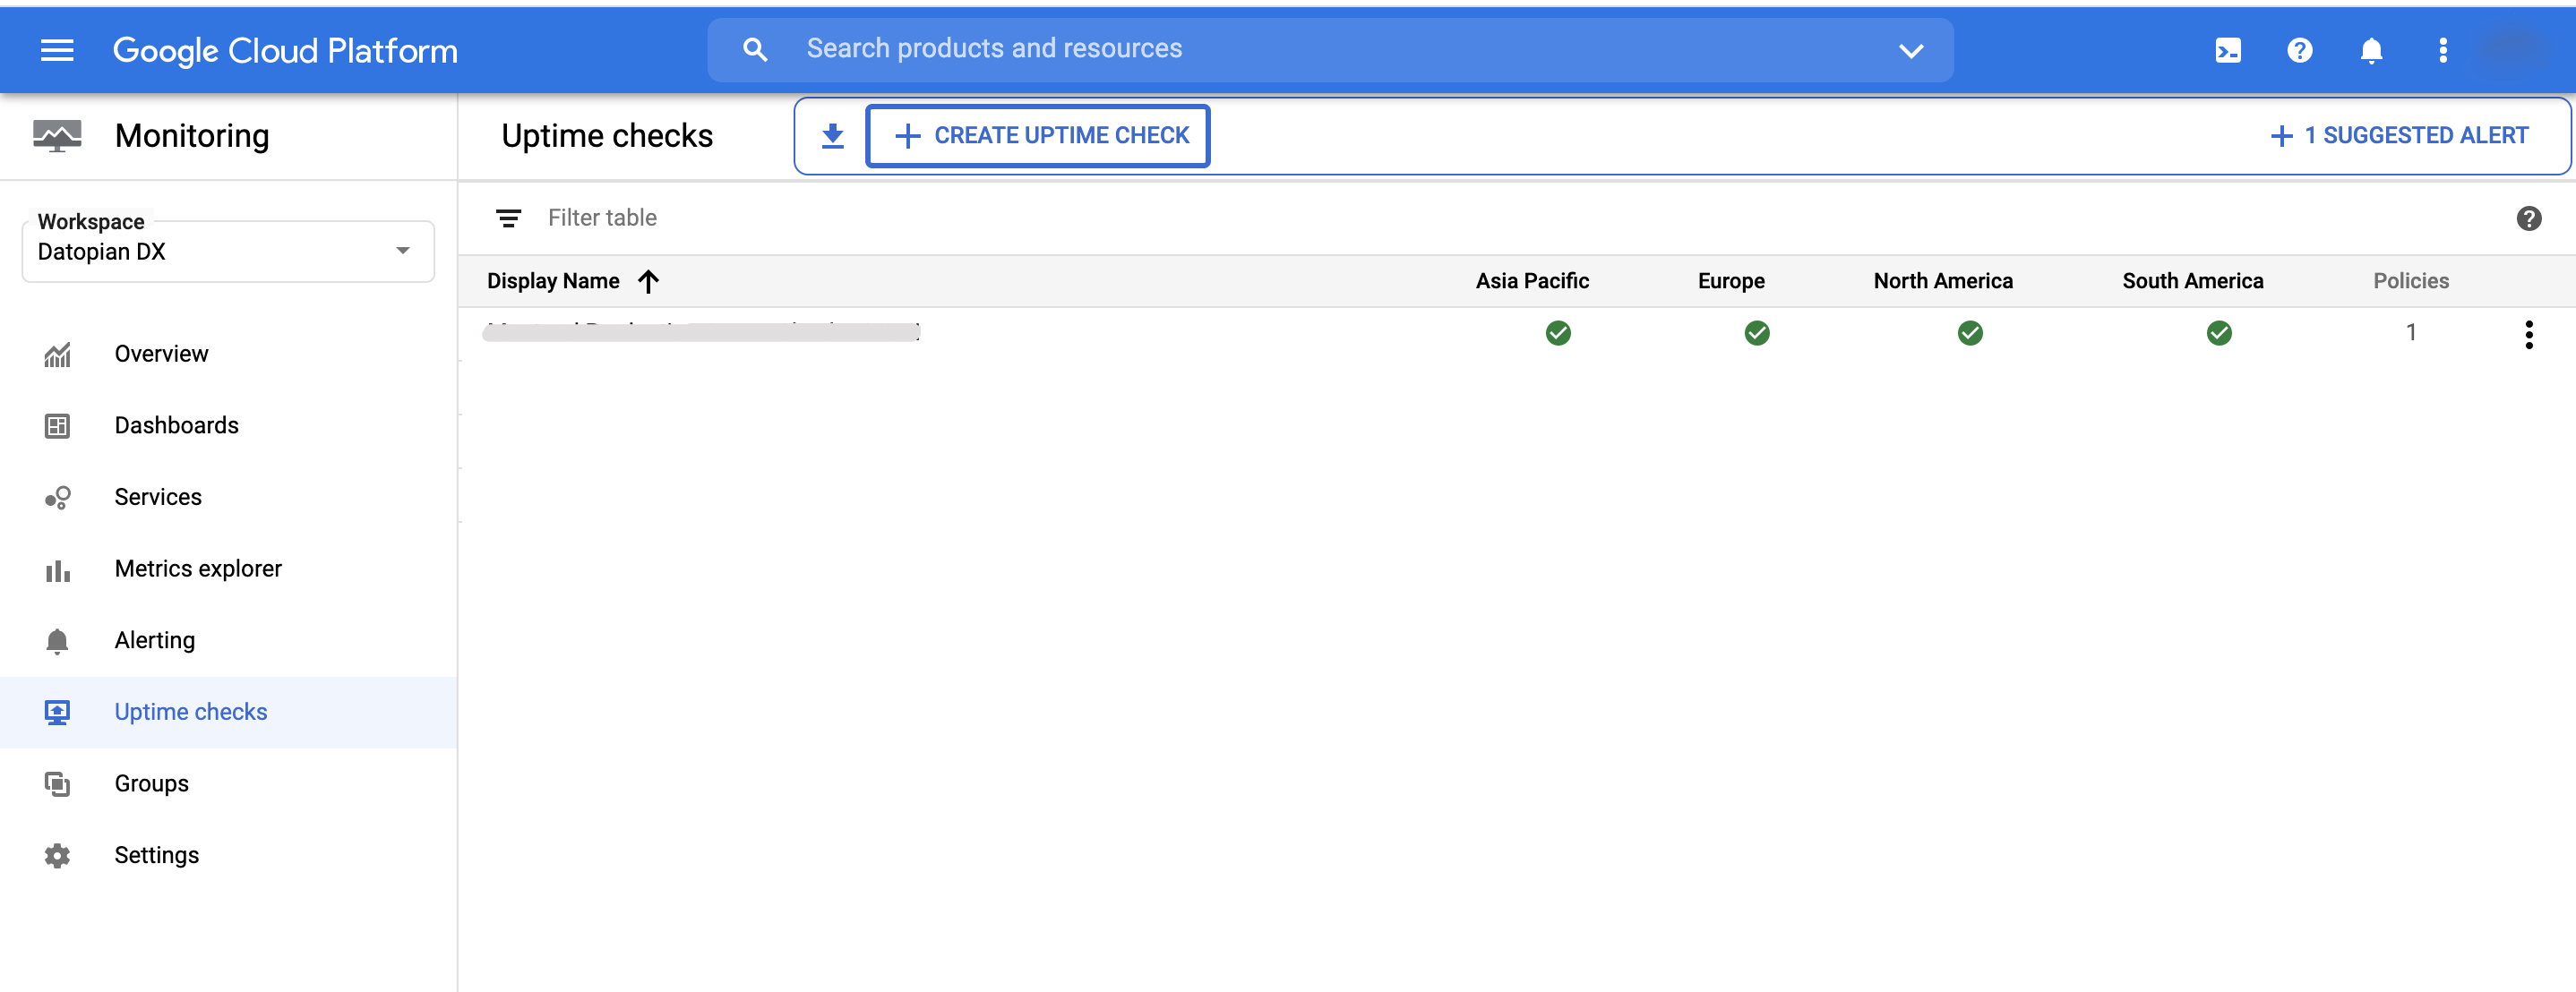 Google Cloud Platform
Search products and resources
Monitoring
Uptime checks
CREATE UPTIME CHECK
1 SUGGESTED ALERT
Workspace
Datopian DX
Filter table
Display Name
Asia Pacific
Europe
North America
South America
Policies
1
Overview
Dashboards
Services
Metrics explorer
Alerting
Uptime checks
Groups
Settings